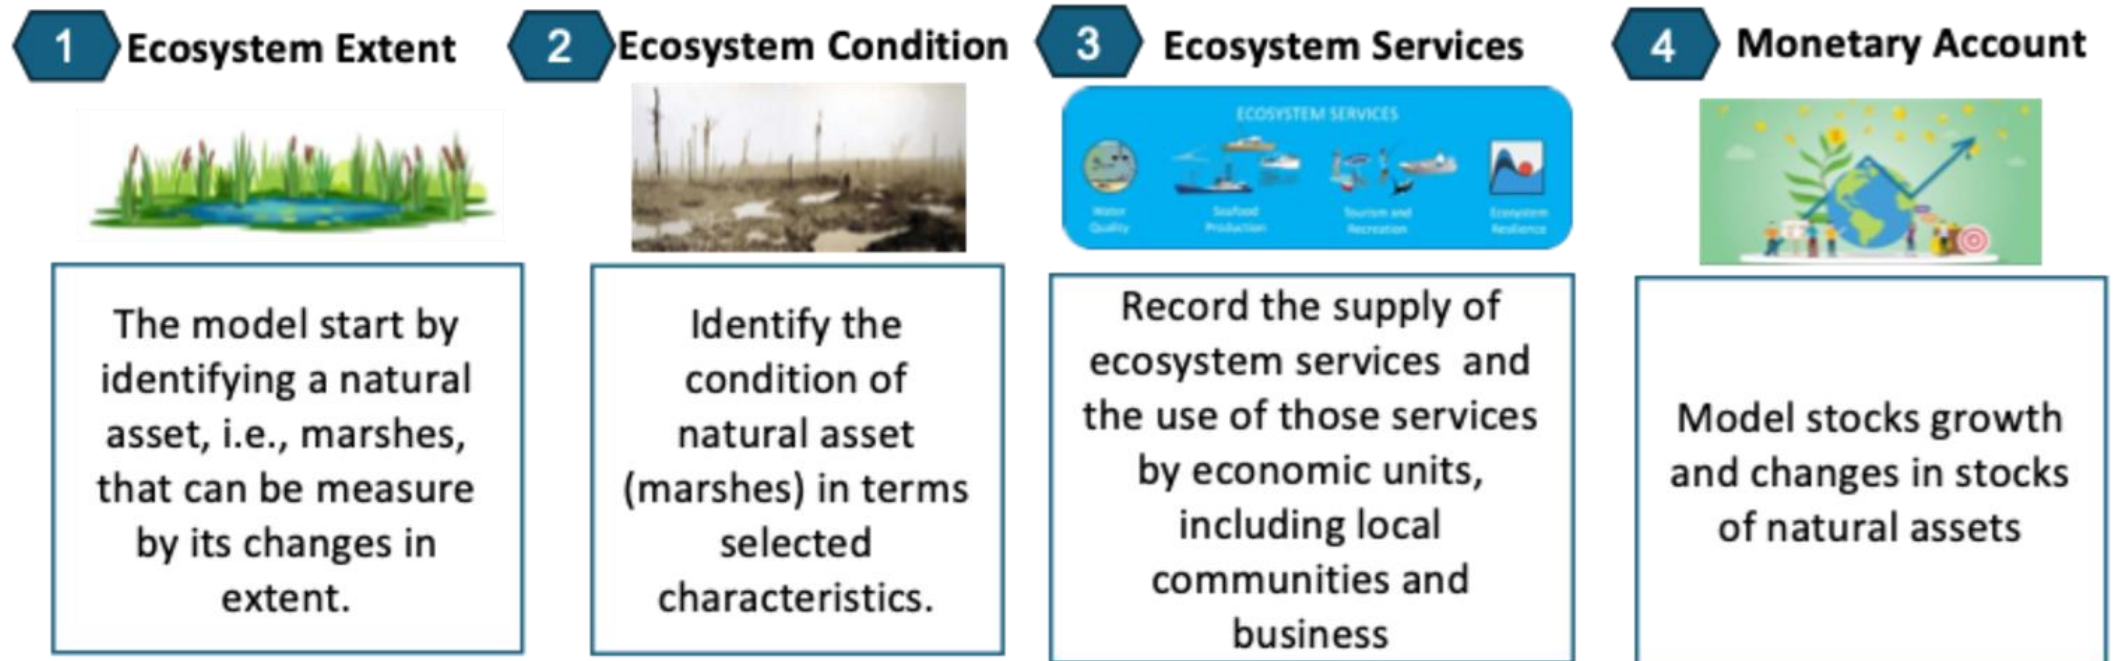 1 Ecosystem Extent
The model start by
identifying a natural
asset, i.e., marshes,
that can be measure
by its changes in
extent.
2 Ecosystem Condition
Identify the
condition of
natural asset
(marshes) in terms
selected
characteristics.
3 Ecosystem Services
ECOSYSTEM SERVICES
Water
Quality
Seafood
Production
Tourism and
Recreation
Ecosystem
Resilience
Record the supply of
ecosystem services and
the use of those services
by economic units,
including local
communities and
business
4 Monetary Account
Model stocks growth
and changes in stocks
of natural assets